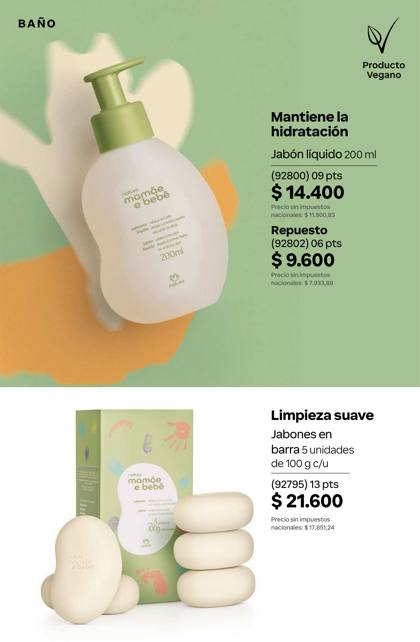 BAÑO
Producto
Vegano
natura
mamãe
e bebê
200ml
natura
Mantiene la
hidratación
Jabón líquido 200 ml
(92800) 09 pts
$ 14.400
Precio sin impuestos
nacionales: $ 11.900,83
Repuesto
(92802) 06 pts
$ 9.600
Precio sin impuestos
nacionales: $ 7.933,88
natura
mamãe
e bebê
100g
natura
Limpieza suave
Jabones en
barra 5 unidades
de 100 g c/u
(92795) 13 pts
$ 21.600
Precio sin impuestos
nacionales: $ 17.851,24